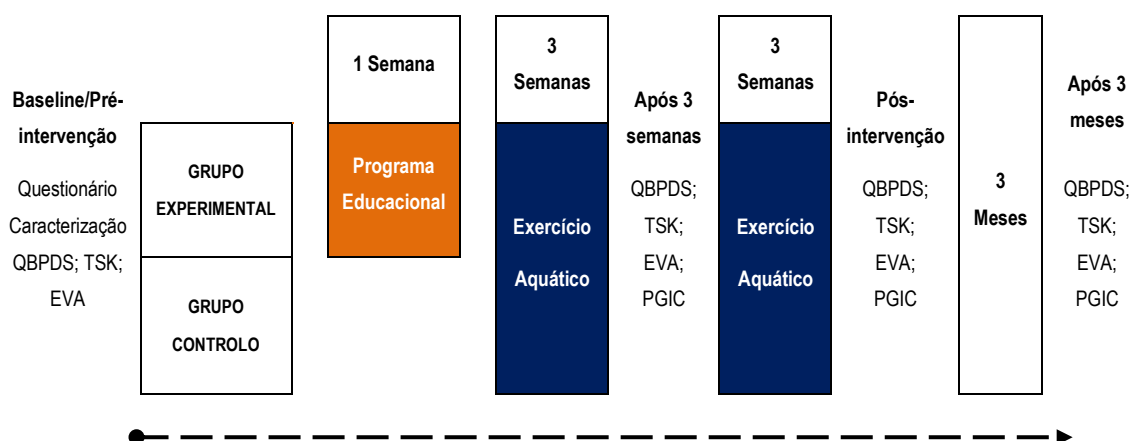 Baseline/Pré-
intervenção
Questionário
Caracterização
QBPDS; TSK;
EVA
GRUPO
EXPERIMENTAL
GRUPO
CONTROLO
1 Semana
Programa
Educacional
3
Semanas
Exercício
Aquático
Após 3
semanas
QBPDS;
TSK;
EVA;
PGIC
3
Semanas
Exercício
Aquático
Pós-
intervenção
QBPDS;
TSK;
EVA;
PGIC
3
Meses
Após 3
meses
QBPDS;
TSK;
EVA;
PGIC